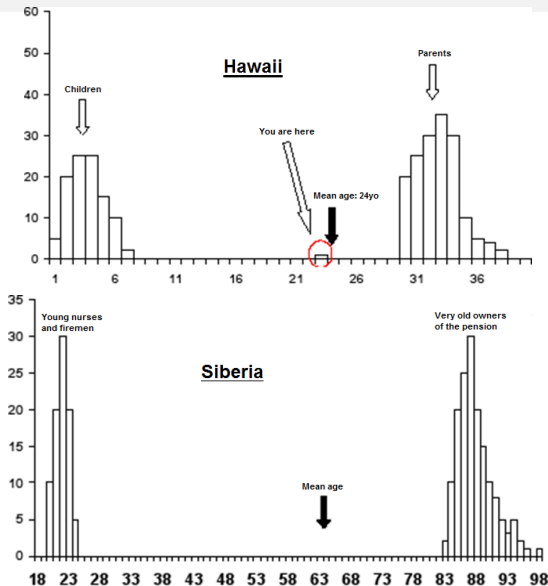 60
Hawaii
50
Parents
40
Children
You are here
30
Mean age: 24yo
20
10
0
1 6 11 16 21 26 31 33 36
35
Young nurses
and firemen
Very old owners
of the pension
30
Siberia
25
20
15
Mean age
10
5
0
18 23 28 33 38 43 48 53 58 63 68 73 78 83 88 93 98